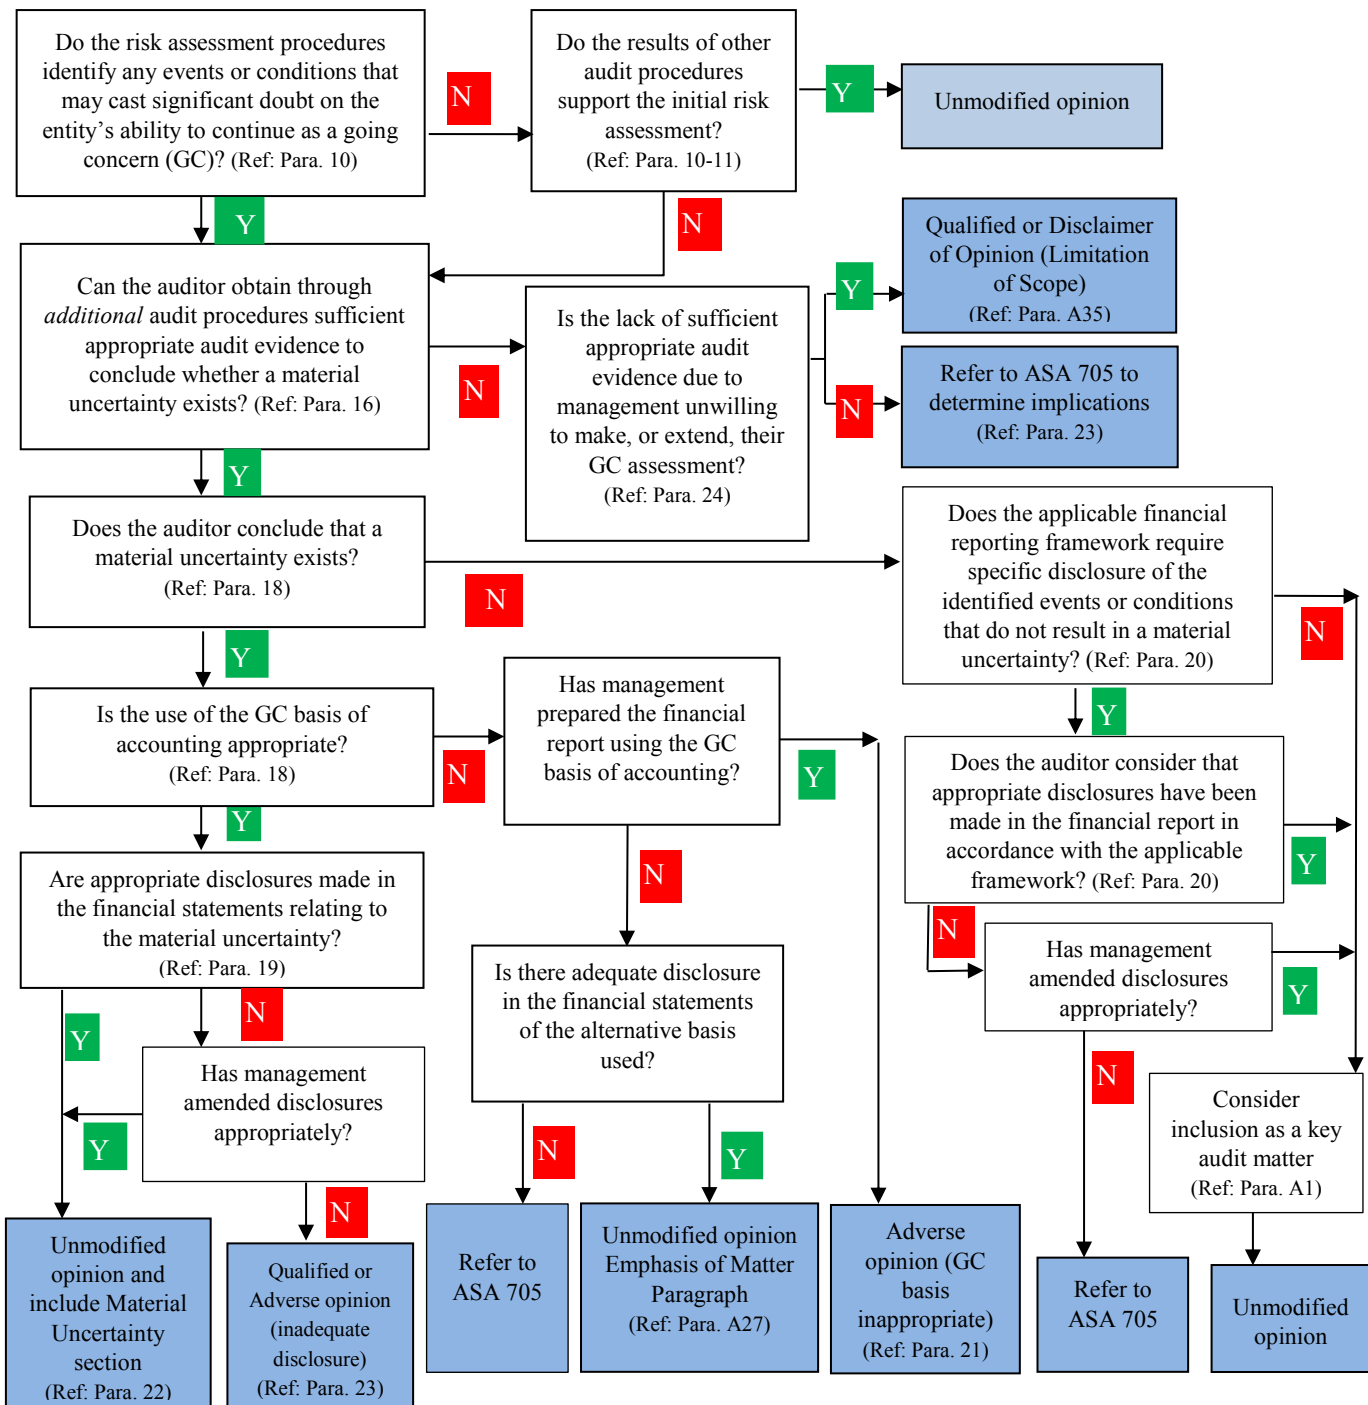 Do the risk assessment procedures
identify any events or conditions that
may cast significant doubt on the
entity's ability to continue as a going
concern (GC)? (Ref: Para. 10)
N
Do the results of other
audit procedures
support the initial risk
assessment?
(Ref: Para. 10-11)
Y
Unmodified opinion
Y
N
Can the auditor obtain through
additional audit procedures sufficient
appropriate audit evidence to
conclude whether a material
uncertainty exists? (Ref: Para. 16)
N
Is the lack of sufficient
appropriate audit
evidence due to
management unwilling
to make, or extend, their
GC assessment?
(Ref: Para. 24)
Y
Qualified or Disclaimer
of Opinion (Limitation
of Scope)
(Ref: Para. A35)
N
Refer to ASA 705 to
determine implications
(Ref: Para. 23)
Y
Does the auditor conclude that a
material uncertainty exists?
(Ref: Para. 18)
N
Does the applicable financial
reporting framework require
specific disclosure of the
identified events or conditions
that do not result in a material
uncertainty? (Ref: Para. 20)
N
Y
Y
Is the use of the GC basis of
accounting appropriate?
(Ref: Para. 18)
N
Has management
prepared the financial
report using the GC
basis of accounting?
Y
Does the auditor consider that
appropriate disclosures have been
made in the financial report in
accordance with the applicable
framework? (Ref: Para. 20)
Y
Y
Are appropriate disclosures made in
the financial statements relating to
the material uncertainty?
(Ref: Para. 19)
N
Is there adequate disclosure
in the financial statements
of the alternative basis
used?
N
Has management
amended disclosures
appropriately?
Y
Y
N
Has management
amended disclosures
appropriately?
Y
N
N
Y
N
Consider
inclusion as a key
audit matter
(Ref: Para. A1)
Unmodified
opinion and
include Material
Uncertainty
section
(Ref: Para. 22)
Qualified or
Adverse opinion
(inadequate
disclosure)
(Ref: Para. 23)
Refer to
ASA 705
Unmodified opinion
Emphasis of Matter
Paragraph
(Ref: Para. A27)
Adverse
opinion (GC
basis
inappropriate)
(Ref: Para. 21)
Refer to
ASA 705
Unmodified
opinion